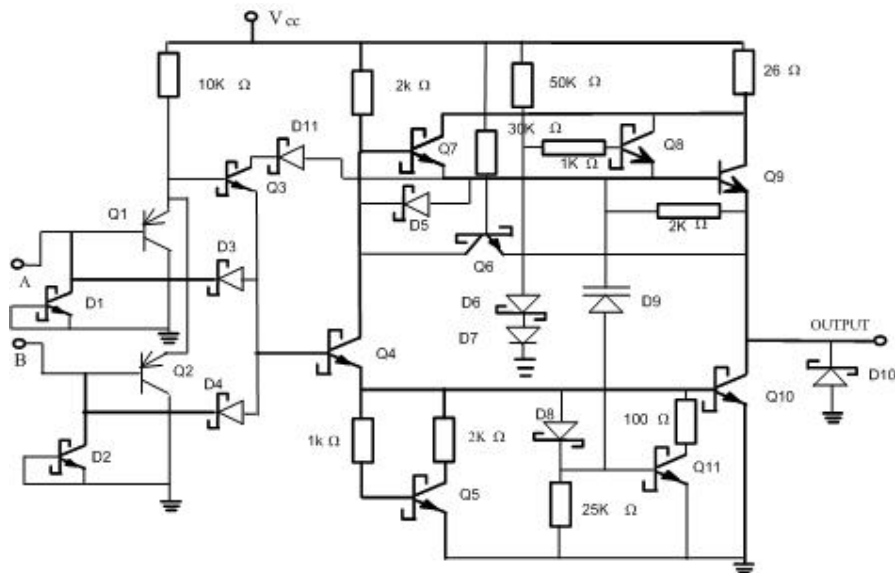 Vcc
10K Ω
2k Ω
50K Ω
26 Ω
D11
Q7
30K Ω
Q8
1K Ω
Q3
Q9
Q1
D5
2K Ω
Q6
A
D3
D1
D6
D9
D7
OUTPUT
B
Q2
Q4
D4
D10
D8
Q10
1k Ω
2K Ω
100 Ω
D2
Q5
Q11
25K Ω